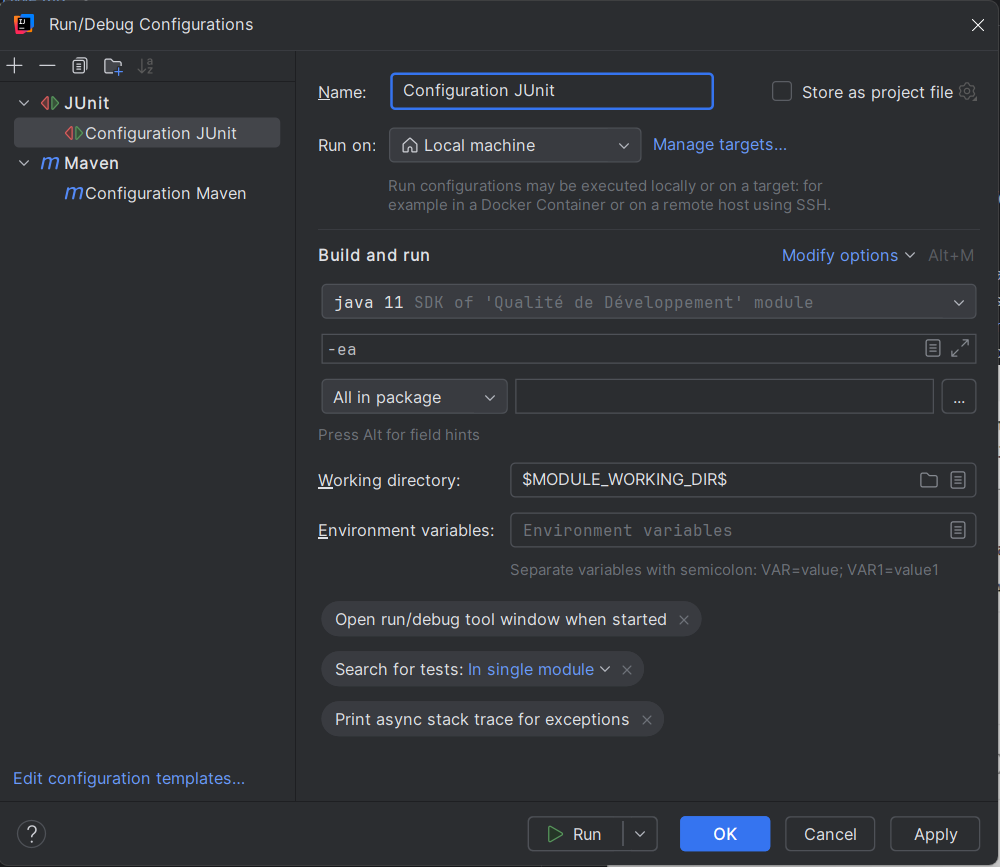 Run/Debug Configurations
JUnit
Configuration JUnit
Maven
Configuration Maven
Edit configuration templates...
Name: Configuration JUnit Store as project file
Run on: Local machine Manage targets...
Run configurations may be executed locally or on a target: for
example in a Docker Container or on a remote host using SSH.
Build and run Modify options Alt+M
java 11 SDK of 'Qualité de Développement' module
-ea
All in package ...
Press Alt for field hints
Working directory: $MODULE_WORKING_DIR$
Environment variables: Environment variables
Separate variables with semicolon: VAR=value; VAR1=value1
Open run/debug tool window when started
Search for tests: In single module
Print async stack trace for exceptions
? Run OK Cancel Apply